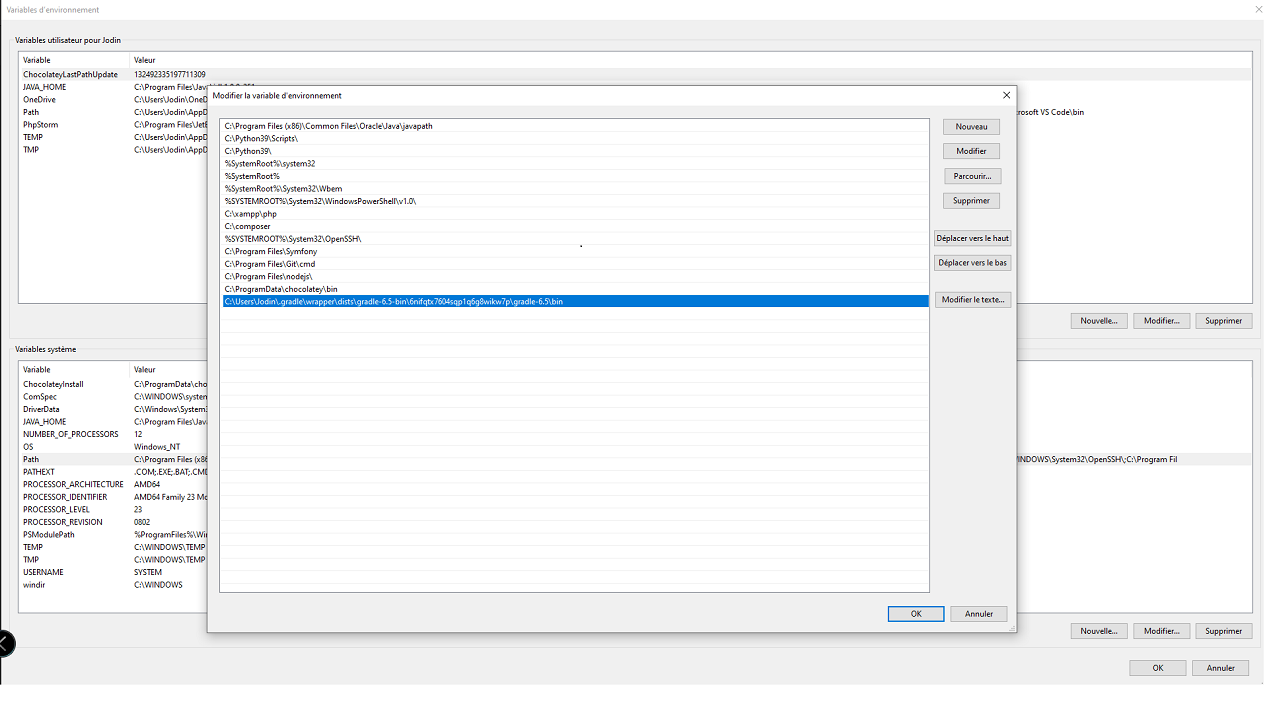 Variables d'environnement
Variables utilisateur pour Jodin
Variable Valeur
ChocolateyLastPathUpdate 132492335197711309
JAVA_HOME C:\Program Files\Java
OneDrive C:\Users\Jodin\OneD
Path C:\Users\Jodin\AppD rosoft VS Code\bin
PhpStorm C:\Program Files\JetB
TEMP C:\Users\Jodin\AppD
TMP C:\Users\Jodin\AppD
Nouvelle... Modifier... Supprimer
Modifier la variable d'environnement
C:\Program Files (x86)\Common Files\Oracle\Java\javapath
C:\Python39\Scripts\
C:\Python39\
%SystemRoot%\system32
%SystemRoot%
%SystemRoot%\System32\Wbem
%SYSTEMROOT%\System32\WindowsPowerShell\v1.0\
C:\xampp\php
C:\composer
%SYSTEMROOT%\System32\OpenSSH\
C:\Program Files\Symfony
C:\Program Files\Git\cmd
C:\Program Files\nodejs\
C:\ProgramData\chocolatey\bin
C:\Users\Jodin\.gradle\wrapper\dists\gradle-6.5-bin\6nifqtx7604sqp1q6g8wikw7p\gradle-6.5\bin
Nouveau
Modifier
Parcourir...
Supprimer
Déplacer vers le haut
Déplacer vers le bas
Modifier le texte...
OK Annuler
Variables système
Variable Valeur
ChocolateyInstall C:\ProgramData\cho
ComSpec C:\WINDOWS\system
DriverData C:\Windows\System3
JAVA_HOME C:\Program Files\Java
NUMBER_OF_PROCESSORS 12
OS Windows_NT
Path C:\Program Files (x86 INDOWS\System32\OpenSSH\;C:\Program Fil
PATHEXT .COM;.EXE;.BAT;.CMD
PROCESSOR_ARCHITECTURE AMD64
PROCESSOR_IDENTIFIER AMD64 Family 23 Mo
PROCESSOR_LEVEL 23
PROCESSOR_REVISION 0802
PSModulePath %ProgramFiles%\Win
TEMP C:\WINDOWS\TEMP
TMP C:\WINDOWS\TEMP
USERNAME SYSTEM
windir C:\WINDOWS
Nouvelle... Modifier... Supprimer
OK Annuler